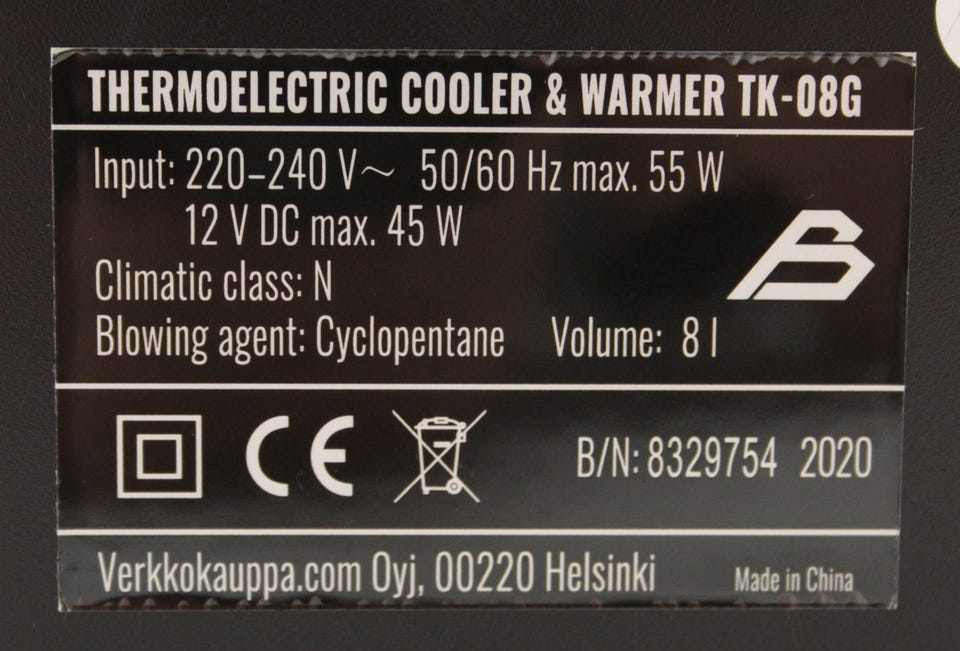 THERMOELECTRIC COOLER & WARMER TK-08G
Input: 220–240 V~ 50/60 Hz max. 55 W
12 V DC max. 45 W
Climatic class: N
Blowing agent: Cyclopentane Volume: 8 l
CE B/N: 8329754 2020
Verkkokauppa.com Oyj, 00220 Helsinki Made in China